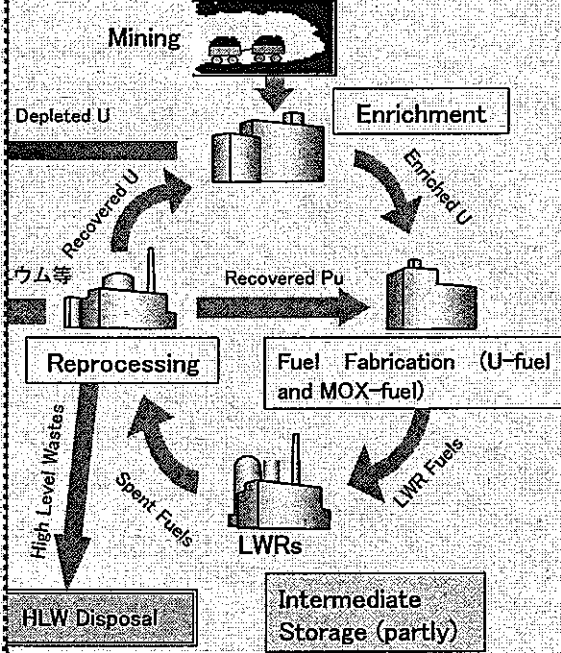 Mining
Depleted U
Enrichment
Recovered U
Enriched U
ウム等
Recovered Pu
Reprocessing
Fuel Fabrication (U-fuel
and MOX-fuel)
High Level Wastes
Spent Fuels
LWR Fuels
LWRs
HLW Disposal
Intermediate
Storage (partly)